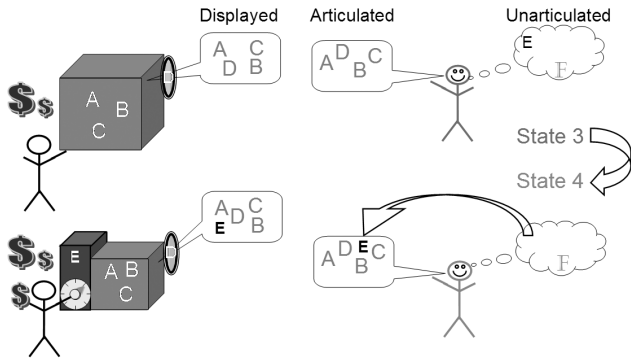 Displayed Articulated Unarticulated
A C
D B
D
A D C
B
E
F
$ $
A
B
C
State 3
State 4
A C
D
E B
D
A D E C
B
F
$ $
$
E
A B
C